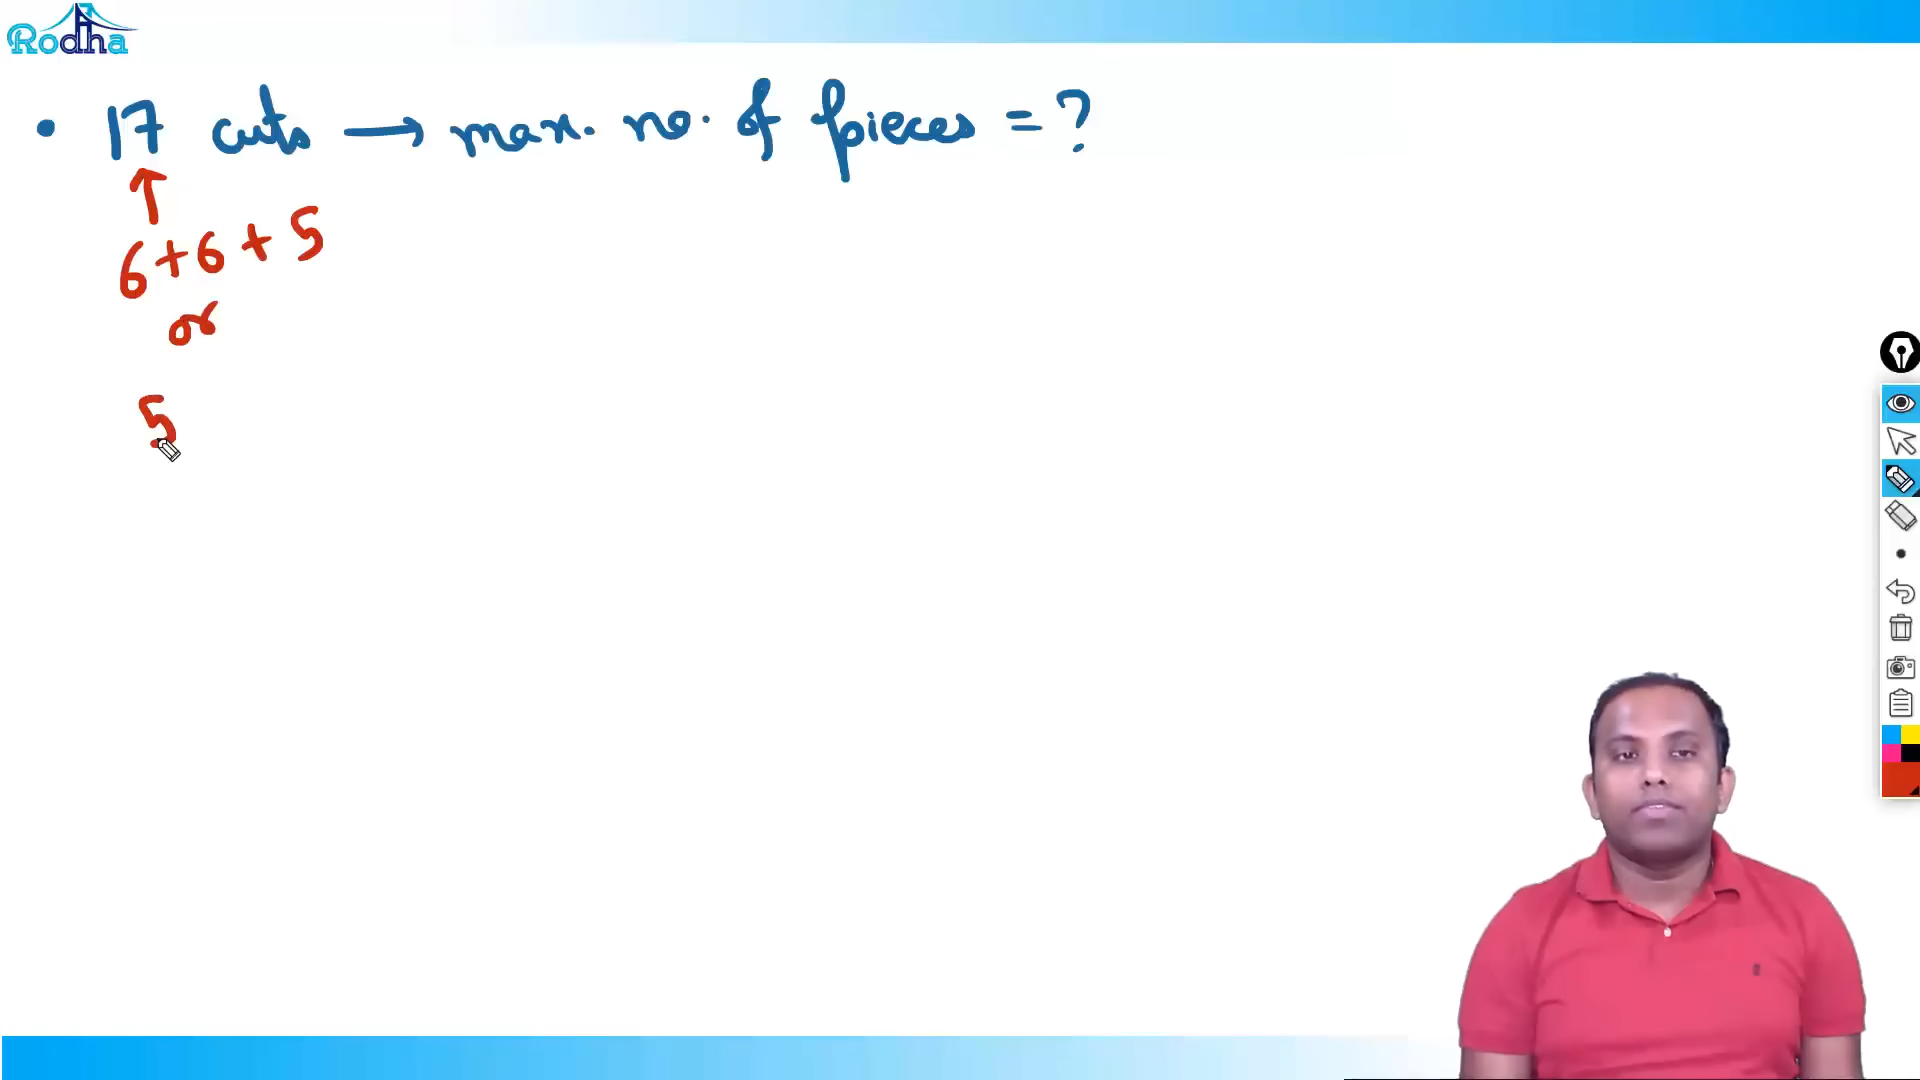 Rodha
• 17 cuts → max. no. of pieces = ?
↑
6+6+5
or
5